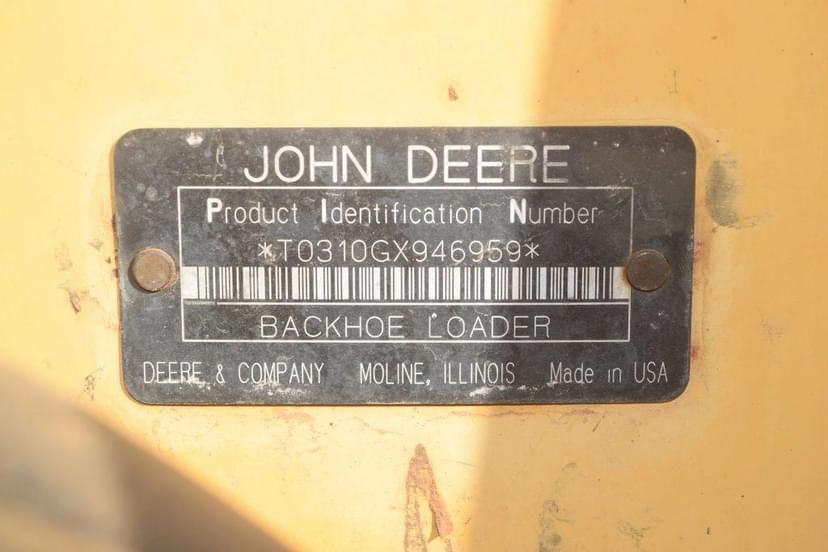 JOHN DEERE
Product Identification Number
*T0310GX946959*
BACKHOE LOADER
DEERE & COMPANY MOLINE, ILLINOIS Made in USA